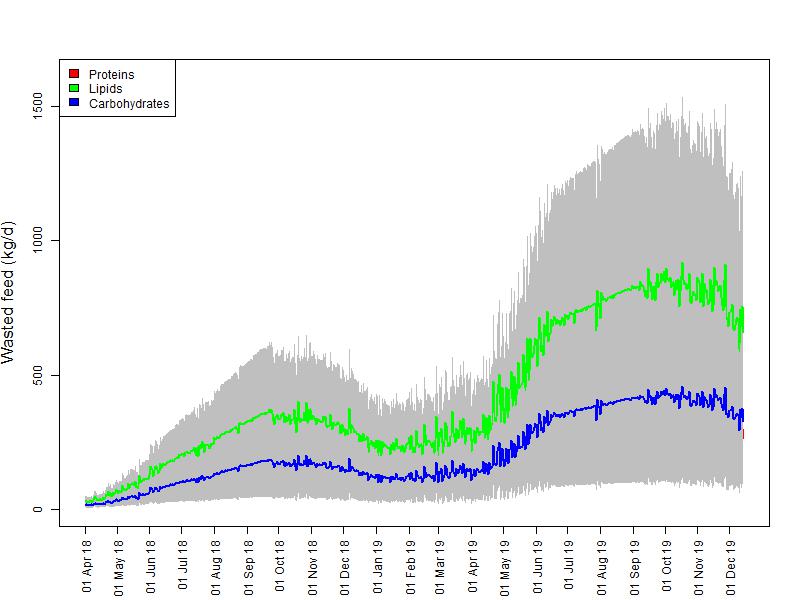 Proteins
Lipids
Carbohydrates
Wasted feed (kg/d)
1500
1000
500
0
01 Apr 18
01 May 18
01 Jun 18
01 Jul 18
01 Aug 18
01 Sep 18
01 Oct 18
01 Nov 18
01 Dec 18
01 Jan 19
01 Feb 19
01 Mar 19
01 Apr 19
01 May 19
01 Jun 19
01 Jul 19
01 Aug 19
01 Sep 19
01 Oct 19
01 Nov 19
01 Dec 19